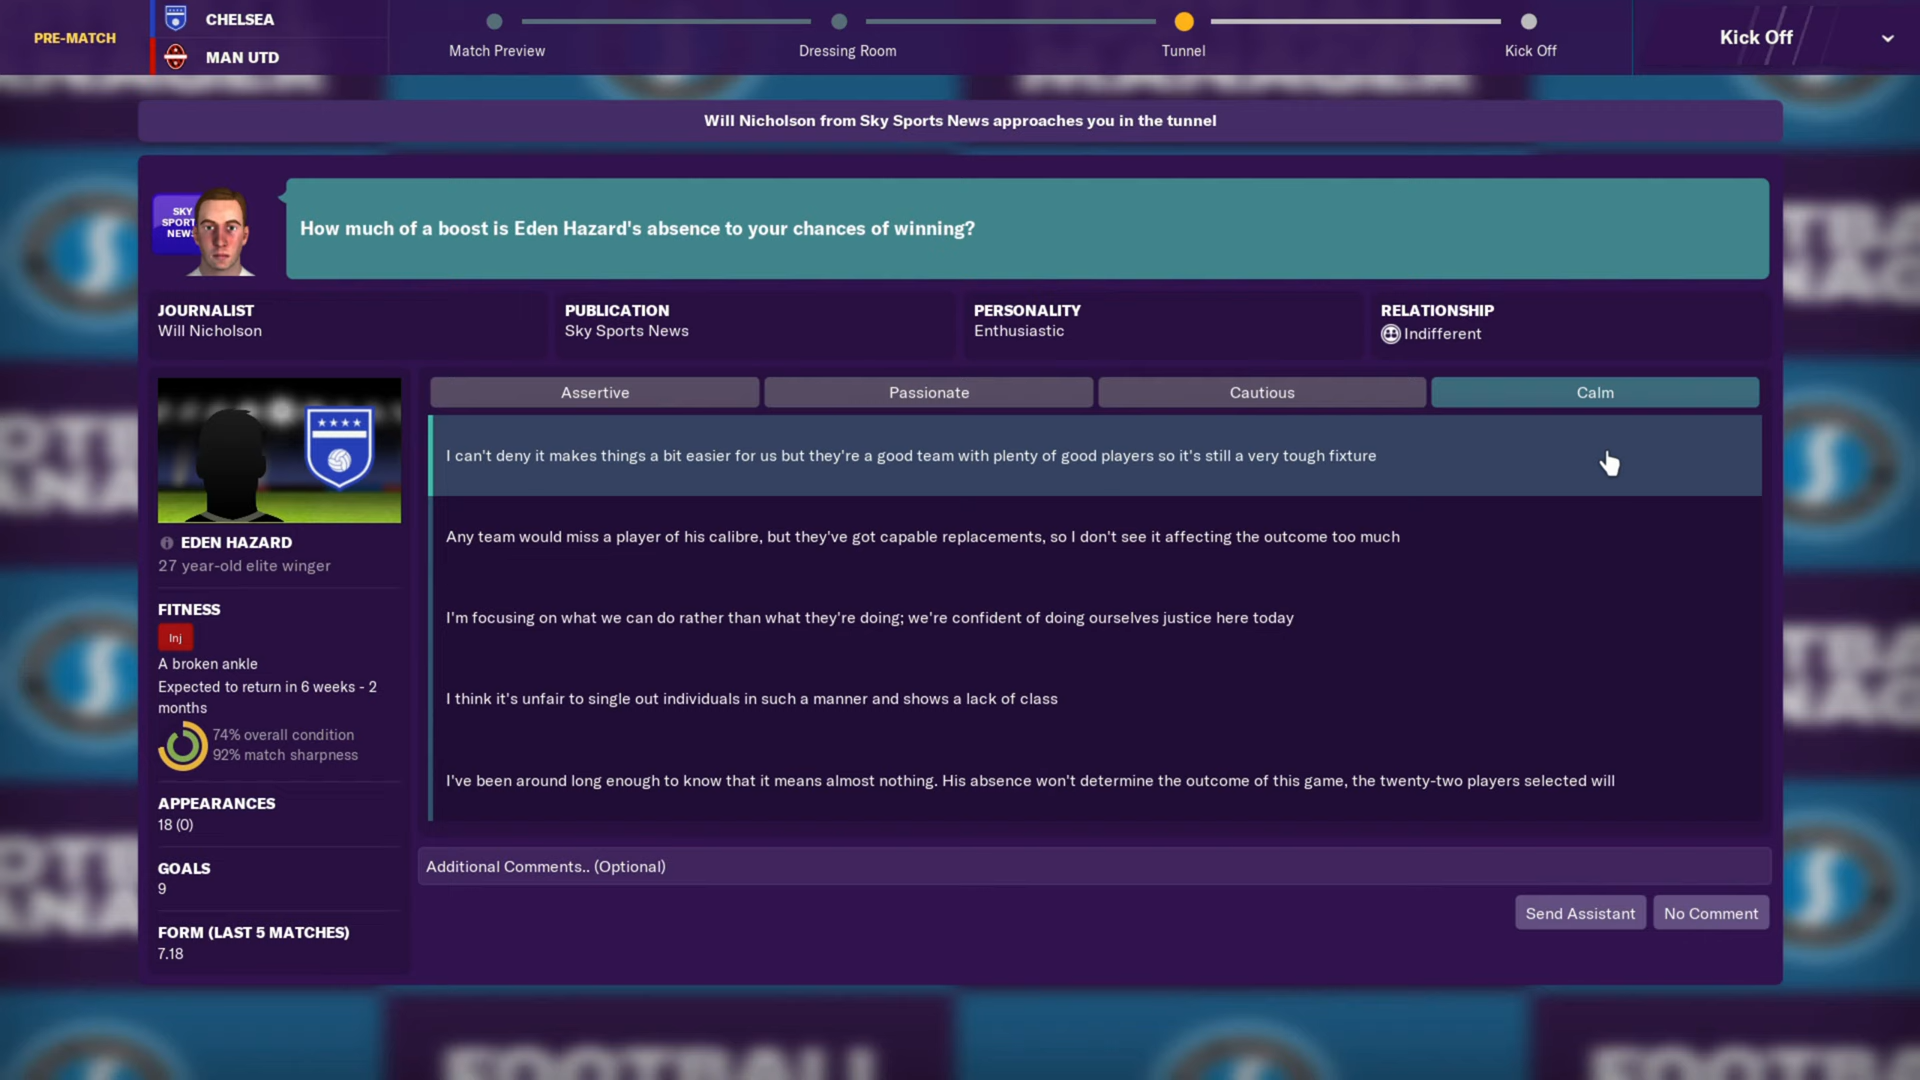 PRE-MATCH
CHELSEA
MAN UTD
Match Preview
Dressing Room
Tunnel
Kick Off
Kick Off
Will Nicholson from Sky Sports News approaches you in the tunnel
SKY
SPORT
NEWS
How much of a boost is Eden Hazard's absence to your chances of winning?
JOURNALIST
Will Nicholson
PUBLICATION
Sky Sports News
PERSONALITY
Enthusiastic
RELATIONSHIP
Indifferent
Assertive
Passionate
Cautious
Calm
I can't deny it makes things a bit easier for us but they're a good team with plenty of good players so it's still a very tough fixture
Any team would miss a player of his calibre, but they've got capable replacements, so I don't see it affecting the outcome too much
I'm focusing on what we can do rather than what they're doing; we're confident of doing ourselves justice here today
I think it's unfair to single out individuals in such a manner and shows a lack of class
I've been around long enough to know that it means almost nothing. His absence won't determine the outcome of this game, the twenty-two players selected will
EDEN HAZARD
27 year-old elite winger
FITNESS
Inj
A broken ankle
Expected to return in 6 weeks - 2
months
74% overall condition
92% match sharpness
APPEARANCES
18 (0)
GOALS
9
FORM (LAST 5 MATCHES)
7.18
Additional Comments.. (Optional)
Send Assistant
No Comment
FOOTBALL